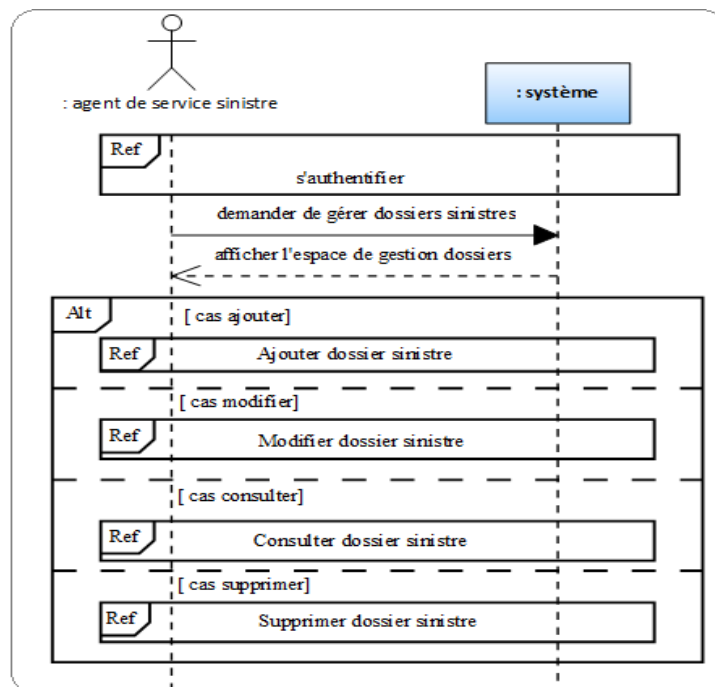 : agent de service sinistre
: système
Ref
s'authentifier
demander de gérer dossiers sinistres
afficher l'espace de gestion dossiers
Alt
[ cas ajouter]
Ref
Ajouter dossier sinistre
[ cas modifier]
Ref
Modifier dossier sinistre
[ cas consulter]
Ref
Consulter dossier sinistre
[ cas supprimer]
Ref
Supprimer dossier sinistre